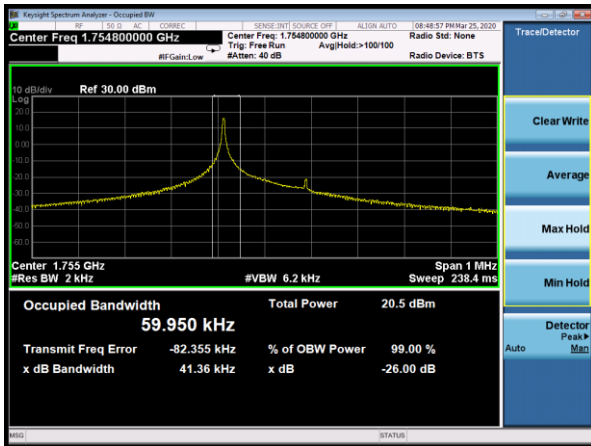 Keysight Spectrum Analyzer - Occupied BW
RF 50 Ω AC CORREC SENSE:INT SOURCE OFF ALIGN AUTO 08:48:57 PM Mar 25, 2020
Center Freq 1.754800000 GHz Center Freq: 1.754800000 GHz Radio Std: None Trace/Detector
Trig: Free Run Avg|Hold:>100/100
#IFGain:Low #Atten: 40 dB Radio Device: BTS
10 dB/div Ref 30.00 dBm
Log
20.0
10.0
0.00
-10.0
-20.0
-30.0
-40.0
-50.0
-60.0
Clear Write
Average
Max Hold
Min Hold
Detector
Peak▶
Auto Man
Center 1.755 GHz Span 1 MHz
#Res BW 2 kHz #VBW 6.2 kHz Sweep 238.4 ms
Occupied Bandwidth Total Power 20.5 dBm
59.950 kHz
Transmit Freq Error -82.355 kHz % of OBW Power 99.00 %
x dB Bandwidth 41.36 kHz x dB -26.00 dB
MSG STATUS